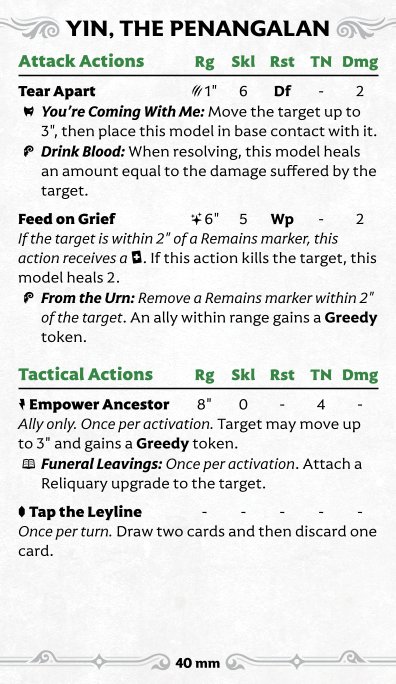 YIN, THE PENANGALAN
Attack Actions Rg Skl Rst TN Dmg
Tear Apart 1" 6 Df - 2
You're Coming With Me: Move the target up to
3", then place this model in base contact with it.
Drink Blood: When resolving, this model heals
an amount equal to the damage suffered by the
target.
Feed on Grief 6" 5 Wp - 2
If the target is within 2" of a Remains marker, this
action receives a . If this action kills the target, this
model heals 2.
From the Urn: Remove a Remains marker within 2"
of the target. An ally within range gains a Greedy
token.
Tactical Actions Rg Skl Rst TN Dmg
Empower Ancestor 8" 0 - 4 -
Ally only. Once per activation. Target may move up
to 3" and gains a Greedy token.
Funeral Leavings: Once per activation. Attach a
Reliquary upgrade to the target.
Tap the Leyline - - - - -
Once per turn. Draw two cards and then discard one
card.
40 mm